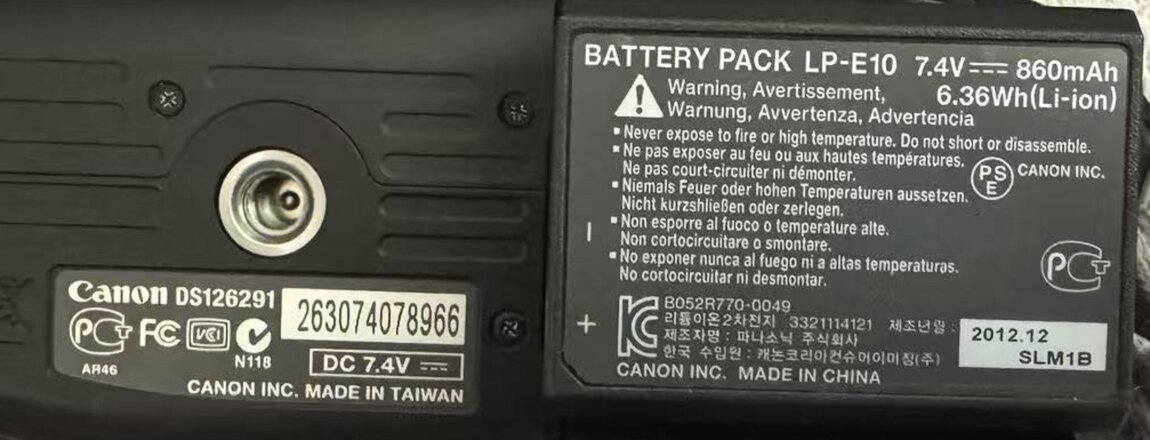 Canon DS126291
263074078966
PCT FC VCI N118
AR46
DC 7.4V
CANON INC. MADE IN TAIWAN
BATTERY PACK LP-E10 7.4V 860mAh
6.36Wh(Li-ion)
Warning, Avertissement,
Warnung, Avvertenza, Advertencia
▪Never expose to fire or high temperature. Do not short or disassemble.
▪Ne pas exposer au feu ou aux hautes températures.
Ne pas court-circuiter ni démonter.
▪Niemals Feuer oder hohen Temperaturen aussetzen.
Nicht kurzshließen oder zerlegen.
▪Non esporre al fuoco o temperature alte.
Non cortocircuitare o smontare.
▪No exponer nunca al fuego ni a altas temperaturas.
No cortocircuitar ni desmontar.
PSE CANON INC.
PCT
−
+
B052R770-0049
리튬이온2차전지 3321114121 제조년월:
제조자명 : 파나소닉 주식회사
한국 수입원 : 캐논코리아컨슈머이미징(주)
CANON INC. MADE IN CHINA
2012.12
SLM1B